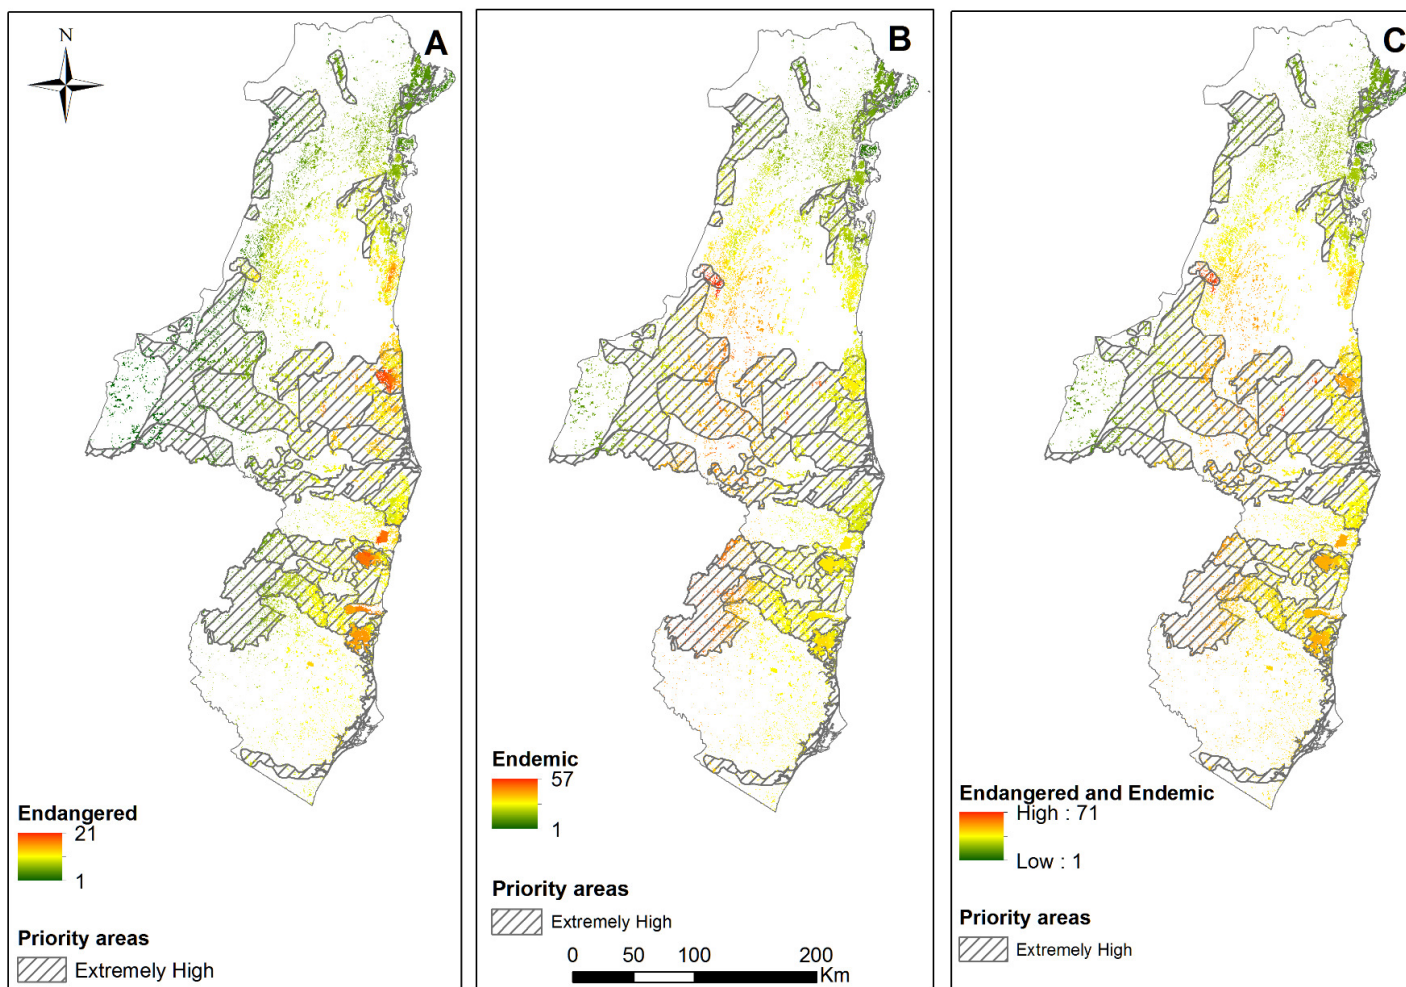 N
A
Endangered
21
1
Priority areas
Extremely High
B
Endemic
57
1
Priority areas
Extremely High
0 50 100 200
Km
C
Endangered and Endemic
High : 71
Low : 1
Priority areas
Extremely High